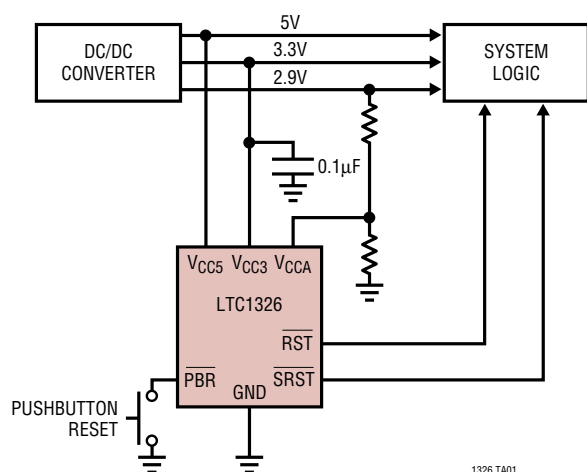 DC/DC
CONVERTER
5V
3.3V
2.9V
SYSTEM
LOGIC
0.1μF
VCC5 VCC3 VCCA
LTC1326
RST
PBR
SRST
GND
PUSHBUTTON
RESET
1326 TA01